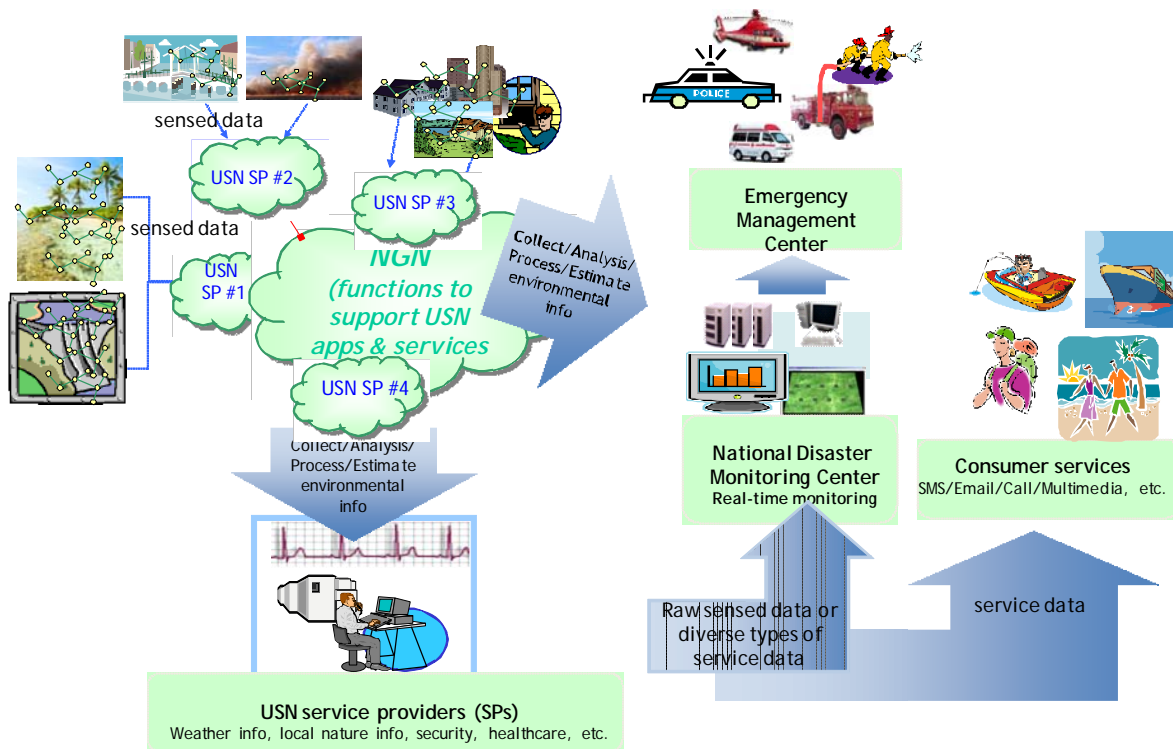 POLICE
sensed data
USN SP #2
USN SP #3
sensed data
USN
SP #1
NGN
(functions to
support USN
apps & services
USN SP #4
Collect/Analysis/
Process/Estimate
environmental
info
Emergency
Management
Center
Collect/Analysis/
Process/Estimate
environmental
info
National Disaster
Monitoring Center
Real-time monitoring
Consumer services
SMS/Email/Call/Multimedia, etc.
Raw sensed data or
diverse types of
service data
service data
USN service providers (SPs)
Weather info, local nature info, security, healthcare, etc.